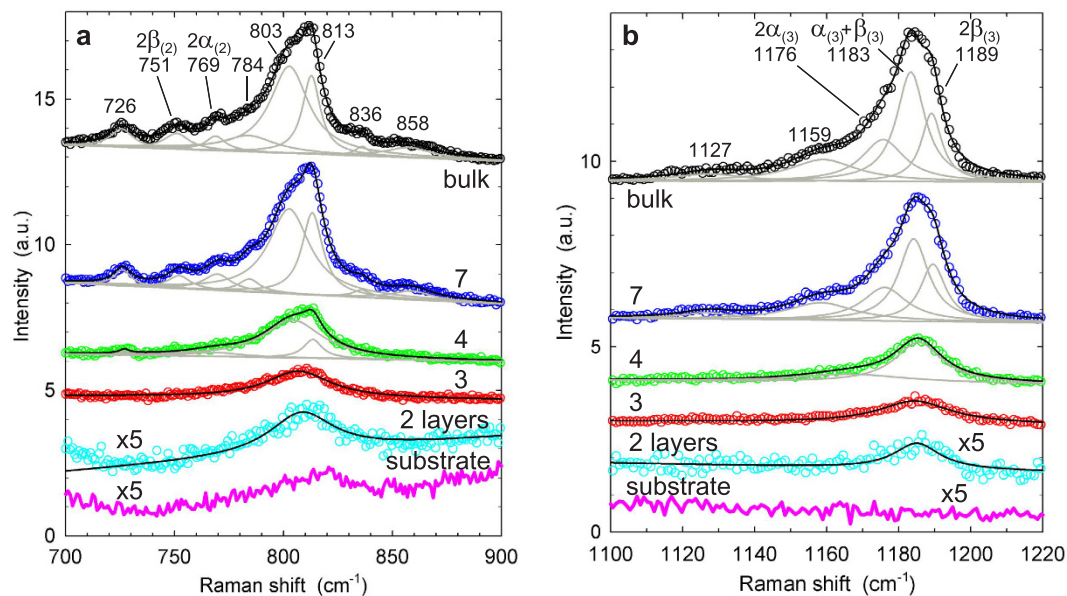 a
2β(2)
751
2α(2)
769
784
803
813
726
836
858
bulk
7
4
3
2 layers
x5
substrate
x5
15
10
5
0
Intensity (a.u.)
700
750
800
850
900
Raman shift (cm-1)
b
2α(3)
1176
α(3)+β(3)
1183
2β(3)
1189
1159
1127
bulk
7
4
3
2 layers
x5
substrate
x5
10
5
0
Intensity (a.u.)
1100
1120
1140
1160
1180
1200
1220
Raman shift (cm-1)